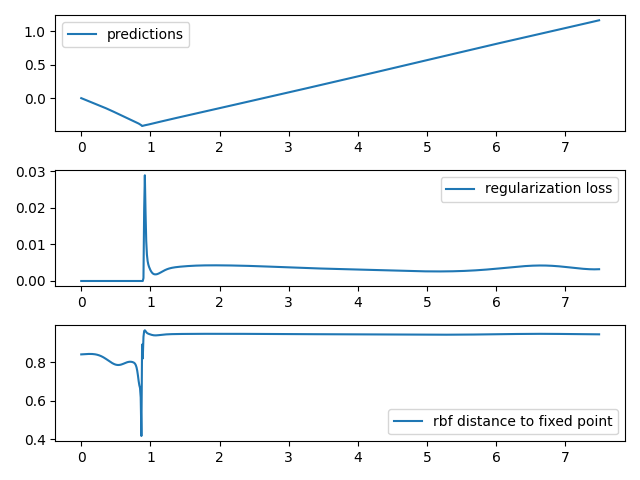 predictions
1.0
0.5
0.0
0 1 2 3 4 5 6 7
regularization loss
0.03
0.02
0.01
0.00
0 1 2 3 4 5 6 7
0.8
0.6
rbf distance to fixed point
0.4
0 1 2 3 4 5 6 7